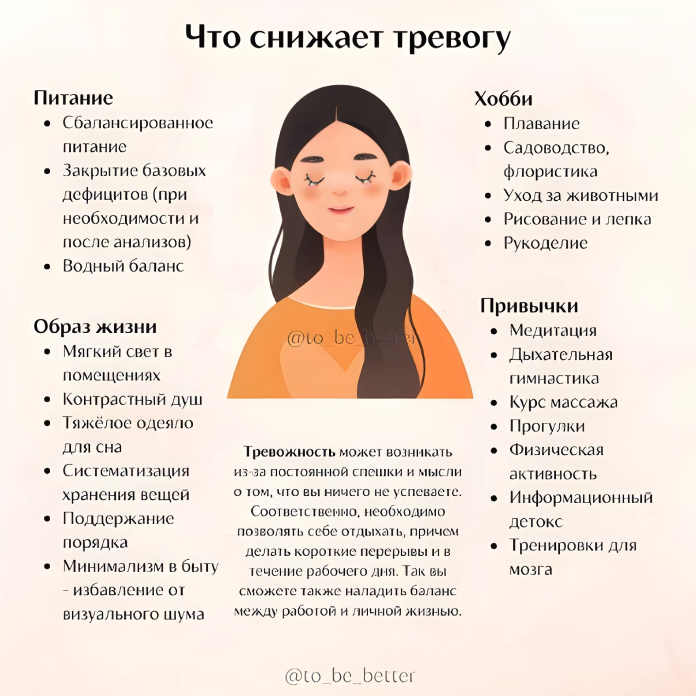 Что снижает тревогу
Питание
• Сбалансированное
питание
• Закрытие базовых
дефицитов (при
необходимости и
после анализов)
• Водный баланс
Образ жизни
• Мягкий свет в
помещениях
• Контрастный душ
• Тяжёлое одеяло
для сна
• Систематизация
хранения вещей
• Поддержание
порядка
• Минимализм в быту
- избавление от
визуального шума
@to_be_better
Тревожность может возникать
из-за постоянной спешки и мысли
о том, что вы ничего не успеваете.
Соответственно, необходимо
позволять себе отдыхать, причем
делать короткие перерывы и в
течение рабочего дня. Так вы
сможете также наладить баланс
между работой и личной жизнью.
Хобби
• Плавание
• Садоводство,
флористика
• Уход за животными
• Рисование и лепка
• Рукоделие
Привычки
• Медитация
• Дыхательная
гимнастика
• Курс массажа
• Прогулки
• Физическая
активность
• Информационный
детокс
• Тренировки для
мозга
@to_be_better